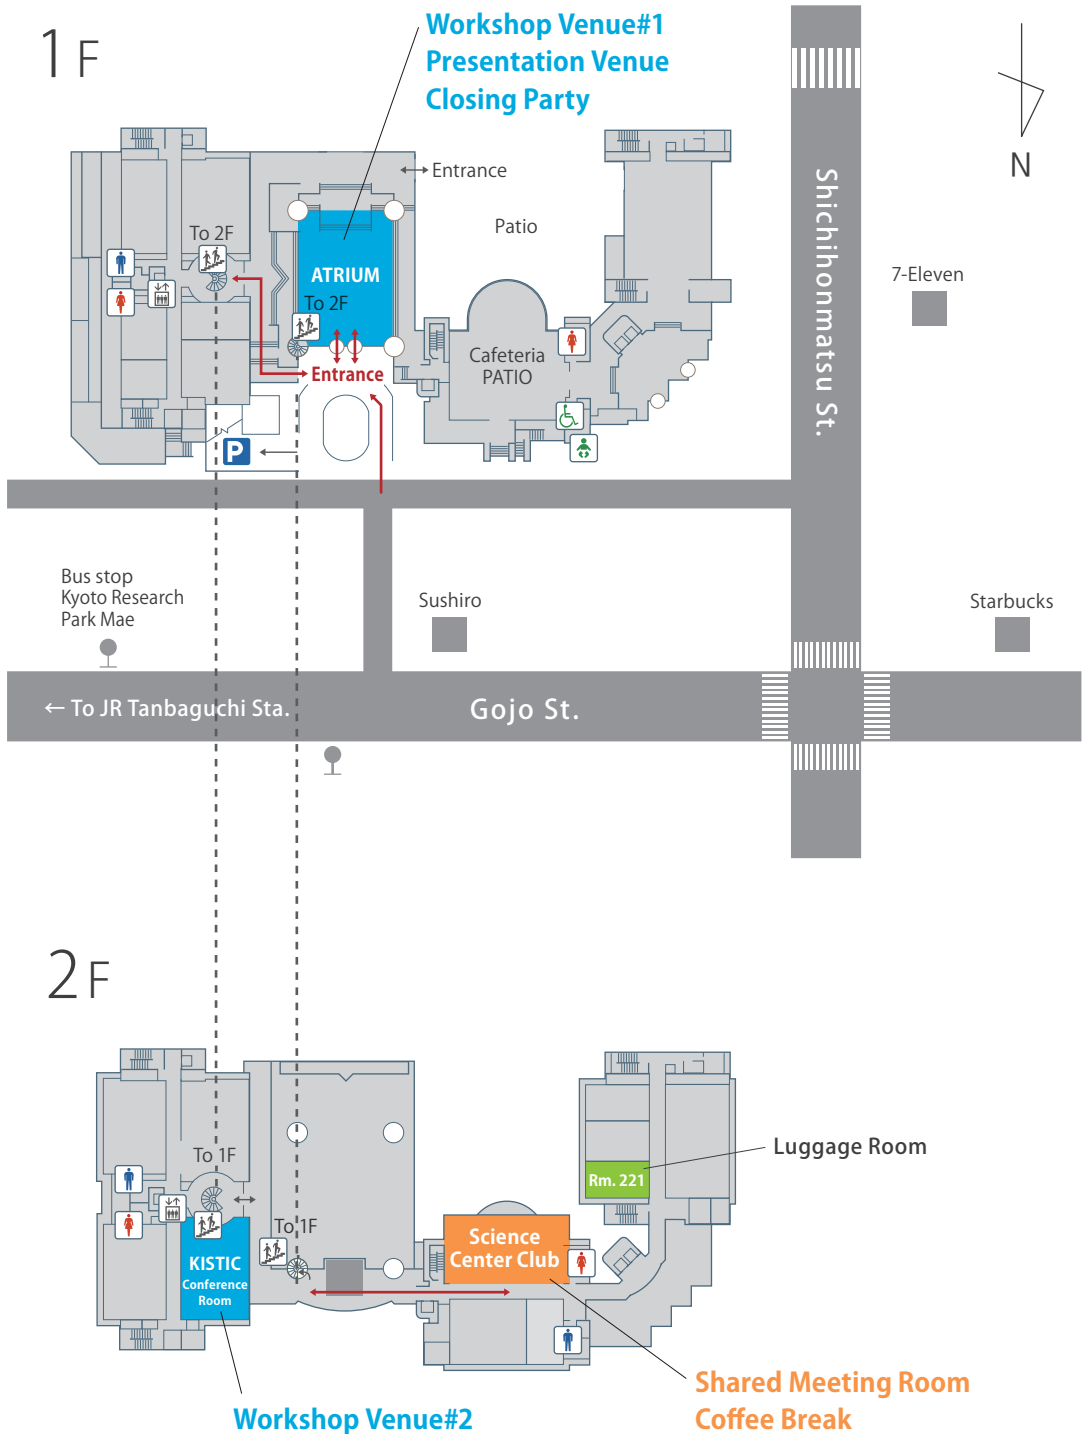 1F
Workshop Venue#1
Presentation Venue
Closing Party
N
Entrance
Patio
To 2F
ATRIUM
To 2F
Entrance
Cafeteria
PATIO
P
Shichihonmatsu St.
7-Eleven
Bus stop
Kyoto Research
Park Mae
Sushiro
Starbucks
← To JR Tanbaguchi Sta.
Gojo St.
2F
To 1F
To 1F
KISTIC
Conference
Room
Science
Center Club
Rm. 221
Luggage Room
Shared Meeting Room
Coffee Break
Workshop Venue#2